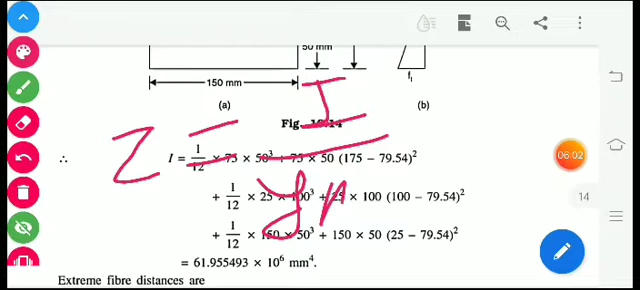 50 mm
150 mm
f₁
(a) (b)
Fig.
∴ I = 1/12 × 75 × 50³ + 75 × 50 (175 − 79.54)²
+ 1/12 × 25 × 100³ + 25 × 100 (100 − 79.54)²
+ 1/12 × 150 × 50³ + 150 × 50 (25 − 79.54)²
= 61.955493 × 10⁶ mm⁴.
Extreme fibre distances are
Z = I
y
06:02
14